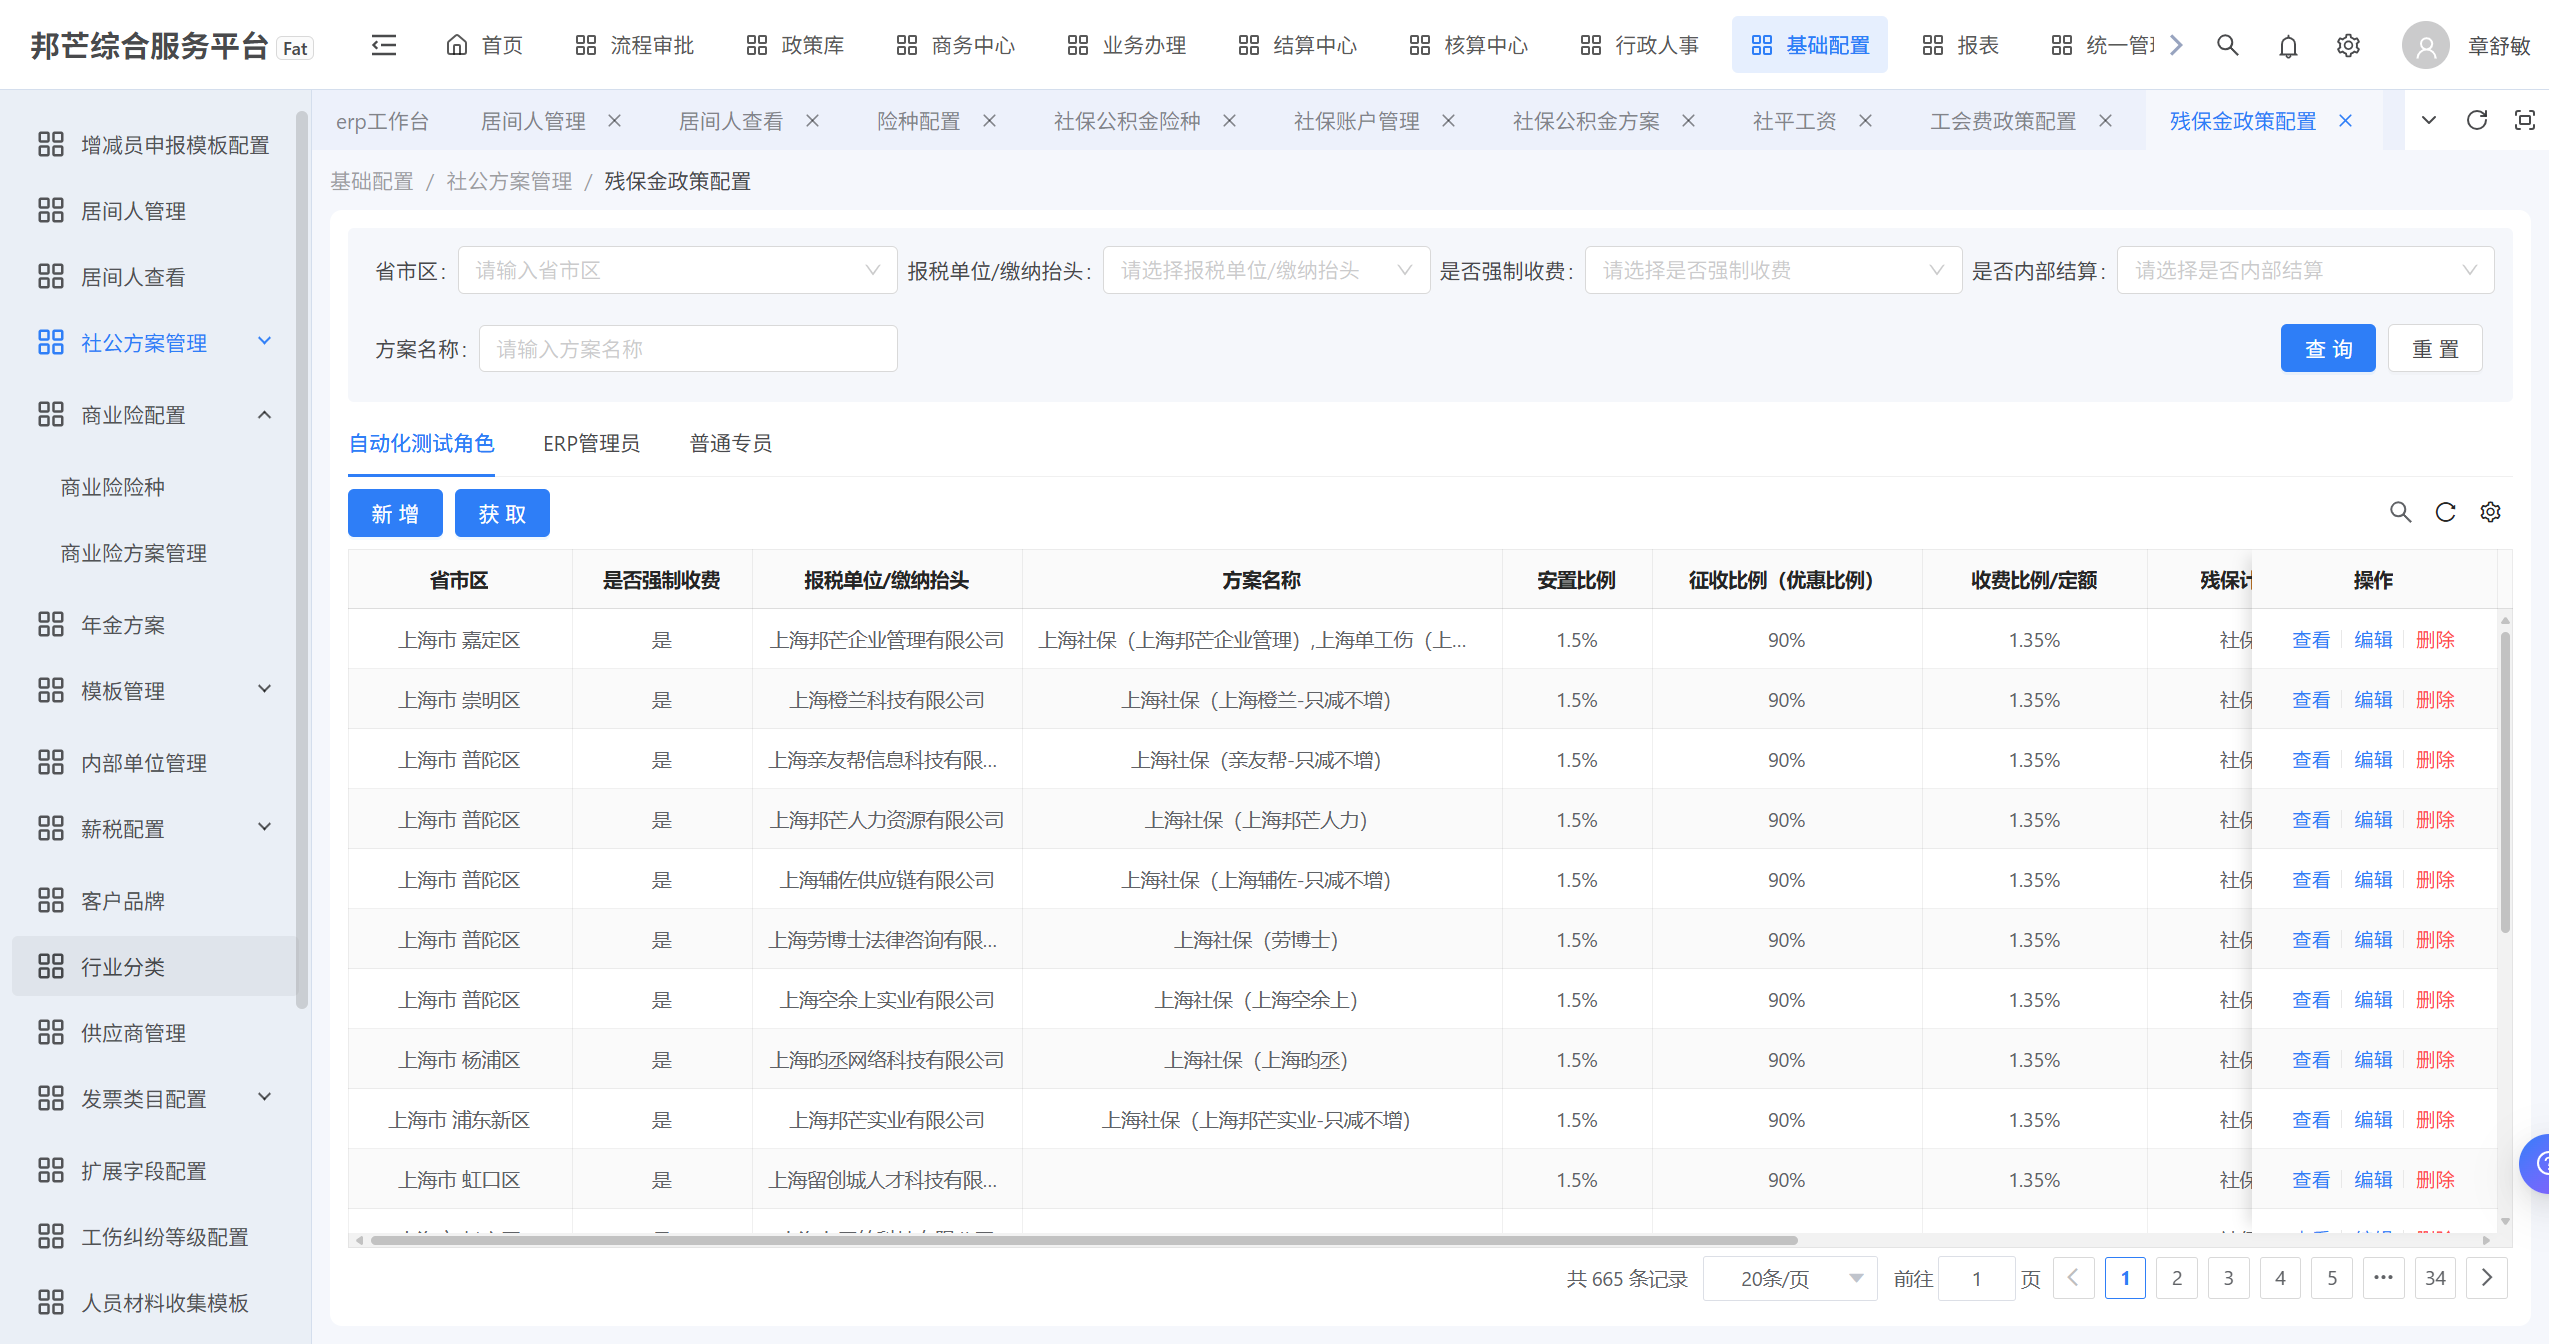 邦芒综合服务平台 Fat 首页 流程审批 政策库 商务中心 业务办理 结算中心 核算中心 行政人事 基础配置 报表 统一管 章舒敏
erp工作台 居间人管理 居间人查看 险种配置 社保公积金险种 社保账户管理 社保公积金方案 社平工资 工会费政策配置 残保金政策配置
基础配置 / 社公方案管理 / 残保金政策配置
增减员申报模板配置
居间人管理
居间人查看
社公方案管理
商业险配置
商业险险种
商业险方案管理
年金方案
模板管理
内部单位管理
薪税配置
客户品牌
行业分类
供应商管理
发票类目配置
扩展字段配置
工伤纠纷等级配置
人员材料收集模板
省市区: 请输入省市区 报税单位/缴纳抬头: 请选择报税单位/缴纳抬头 是否强制收费: 请选择是否强制收费 是否内部结算: 请选择是否内部结算
方案名称: 请输入方案名称 查 询 重 置
自动化测试角色 ERP管理员 普通专员
新 增 获 取
省市区 是否强制收费 报税单位/缴纳抬头 方案名称 安置比例 征收比例（优惠比例） 收费比例/定额 残保计 操作
上海市 嘉定区 是 上海邦芒企业管理有限公司 上海社保（上海邦芒企业管理）,上海单工伤（上... 1.5% 90% 1.35% 社保 查看 编辑 删除
上海市 崇明区 是 上海橙兰科技有限公司 上海社保（上海橙兰-只减不增） 1.5% 90% 1.35% 社保 查看 编辑 删除
上海市 普陀区 是 上海亲友帮信息科技有限... 上海社保（亲友帮-只减不增） 1.5% 90% 1.35% 社保 查看 编辑 删除
上海市 普陀区 是 上海邦芒人力资源有限公司 上海社保（上海邦芒人力） 1.5% 90% 1.35% 社保 查看 编辑 删除
上海市 普陀区 是 上海辅佐供应链有限公司 上海社保（上海辅佐-只减不增） 1.5% 90% 1.35% 社保 查看 编辑 删除
上海市 普陀区 是 上海劳博士法律咨询有限... 上海社保（劳博士） 1.5% 90% 1.35% 社保 查看 编辑 删除
上海市 普陀区 是 上海空余上实业有限公司 上海社保（上海空余上） 1.5% 90% 1.35% 社保 查看 编辑 删除
上海市 杨浦区 是 上海昀丞网络科技有限公司 上海社保（上海昀丞） 1.5% 90% 1.35% 社保 查看 编辑 删除
上海市 浦东新区 是 上海邦芒实业有限公司 上海社保（上海邦芒实业-只减不增） 1.5% 90% 1.35% 社保 查看 编辑 删除
上海市 虹口区 是 上海留创城人才科技有限... 1.5% 90% 1.35% 社保 查看 编辑 删除
共 665 条记录 20条/页 前往 1 页 1 2 3 4 5 ••• 34